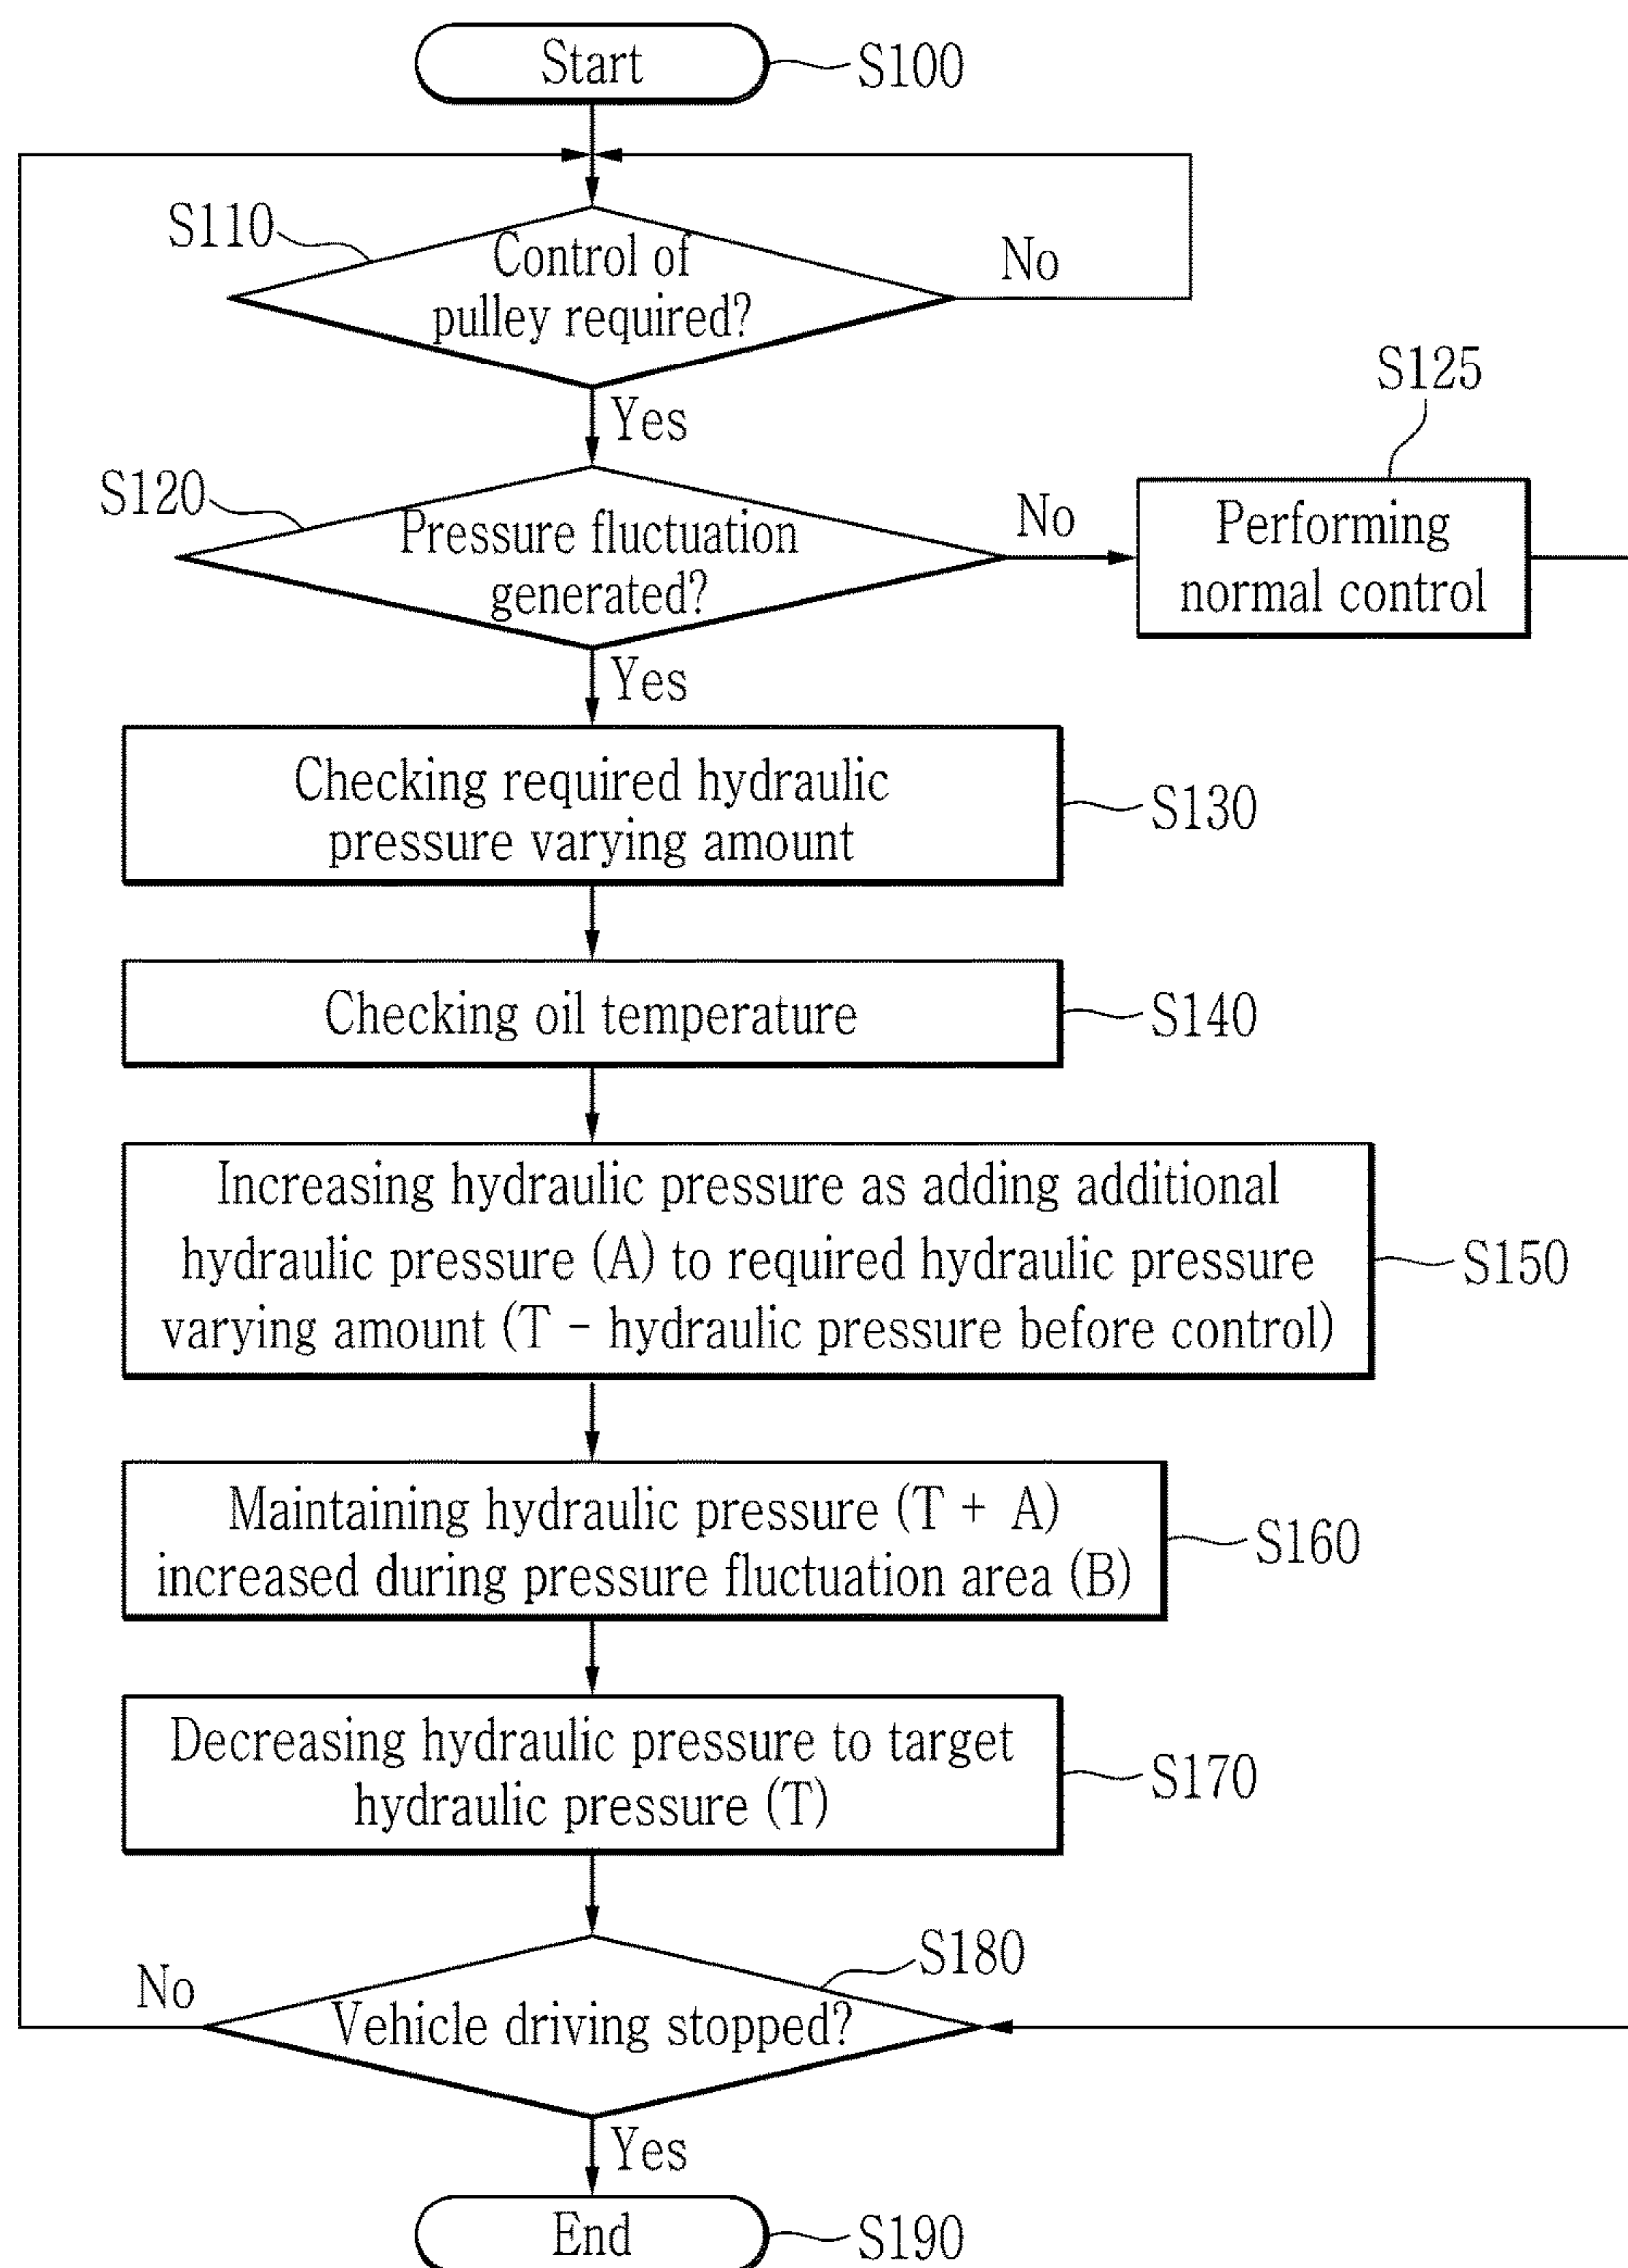 Start
S100
S110
Control of
pulley required?
No
Yes
S125
S120
Pressure fluctuation
generated?
No
Performing
normal control
Yes
Checking required hydraulic
pressure varying amount
S130
Checking oil temperature
S140
Increasing hydraulic pressure as adding additional
hydraulic pressure (A) to required hydraulic pressure
varying amount (T - hydraulic pressure before control)
S150
Maintaining hydraulic pressure (T + A)
increased during pressure fluctuation area (B)
S160
Decreasing hydraulic pressure to target
hydraulic pressure (T)
S170
S180
No
Vehicle driving stopped?
Yes
End
S190